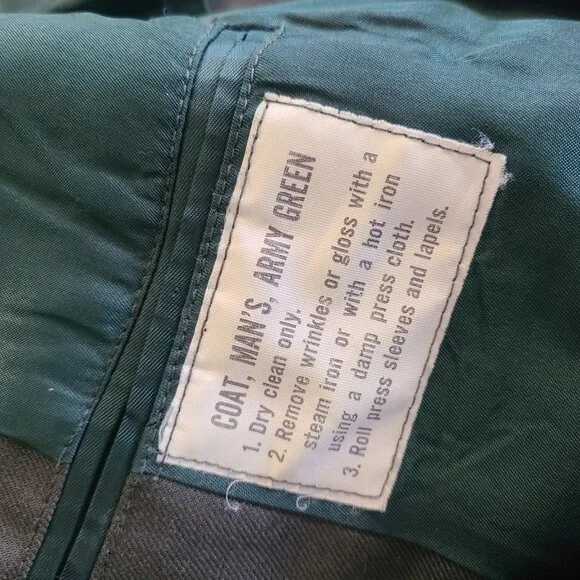 COAT, MAN'S, ARMY GREEN
1. Dry clean only.
2. Remove wrinkles or gloss with a
steam iron or with a hot iron
using a damp press cloth.
3. Roll press sleeves and lapels.